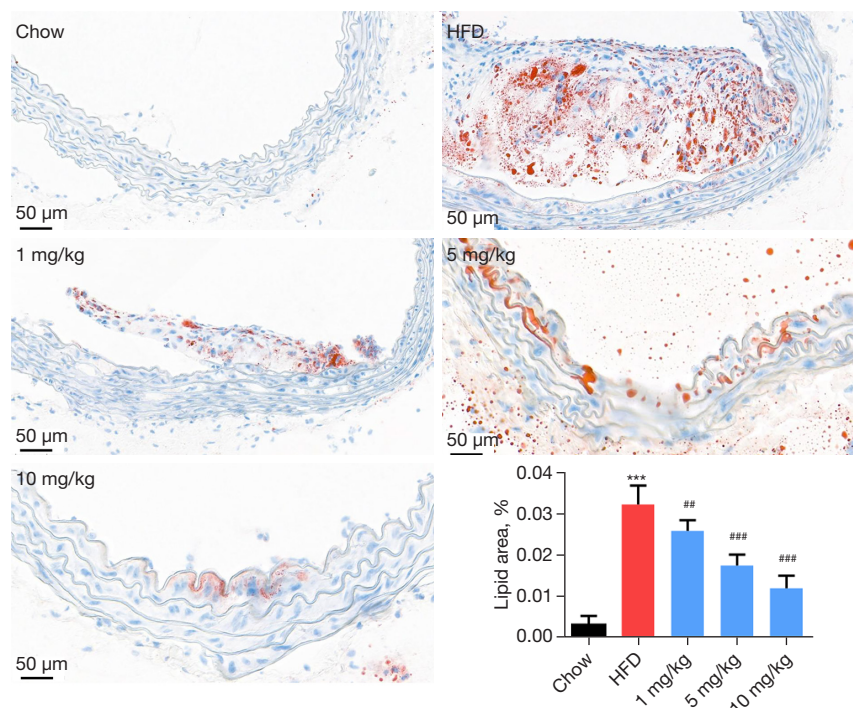 Chow
HFD
50 µm
50 µm
1 mg/kg
5 mg/kg
50 µm
50 µm
10 mg/kg
50 µm
Lipid area, %
0.04
0.03
0.02
0.01
0.00
***
##
###
###
Chow
HFD
1 mg/kg
5 mg/kg
10 mg/kg